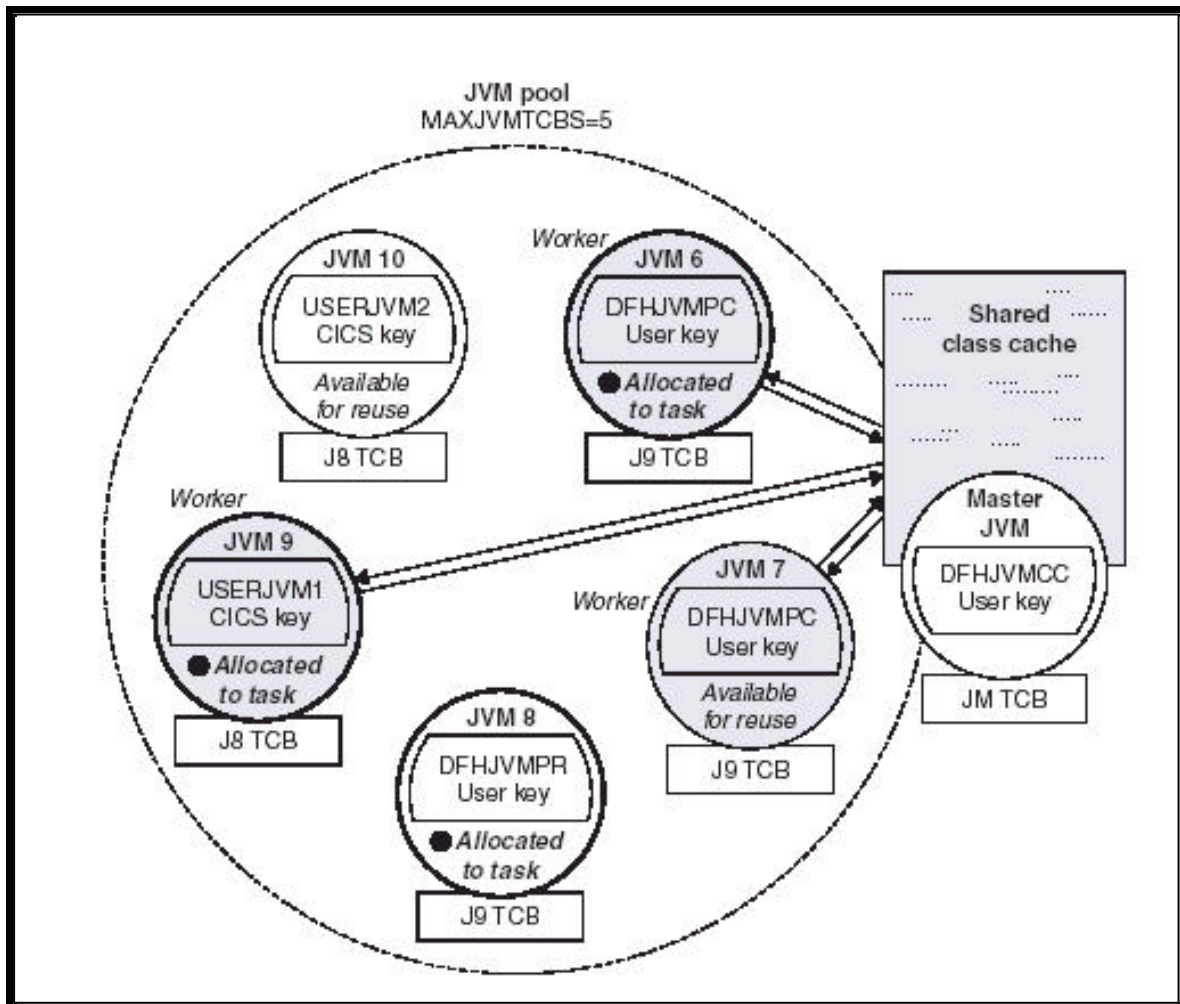 JVM pool
MAXJVMTCBS=5
JVM 10
USERJVM2
CICS key
Available
for reuse
J8 TCB
Worker
JVM 6
DFHJVMPC
User key
Allocated
to task
J9 TCB
Shared
class cache
Master
JVM
DFHJVMCC
User key
JM TCB
Worker
JVM 9
USERJVM1
CICS key
Allocated
to task
J8 TCB
Worker
JVM 7
DFHJVMPC
User key
Available
for reuse
J9 TCB
JVM 8
DFHJVMPR
User key
Allocated
to task
J9 TCB